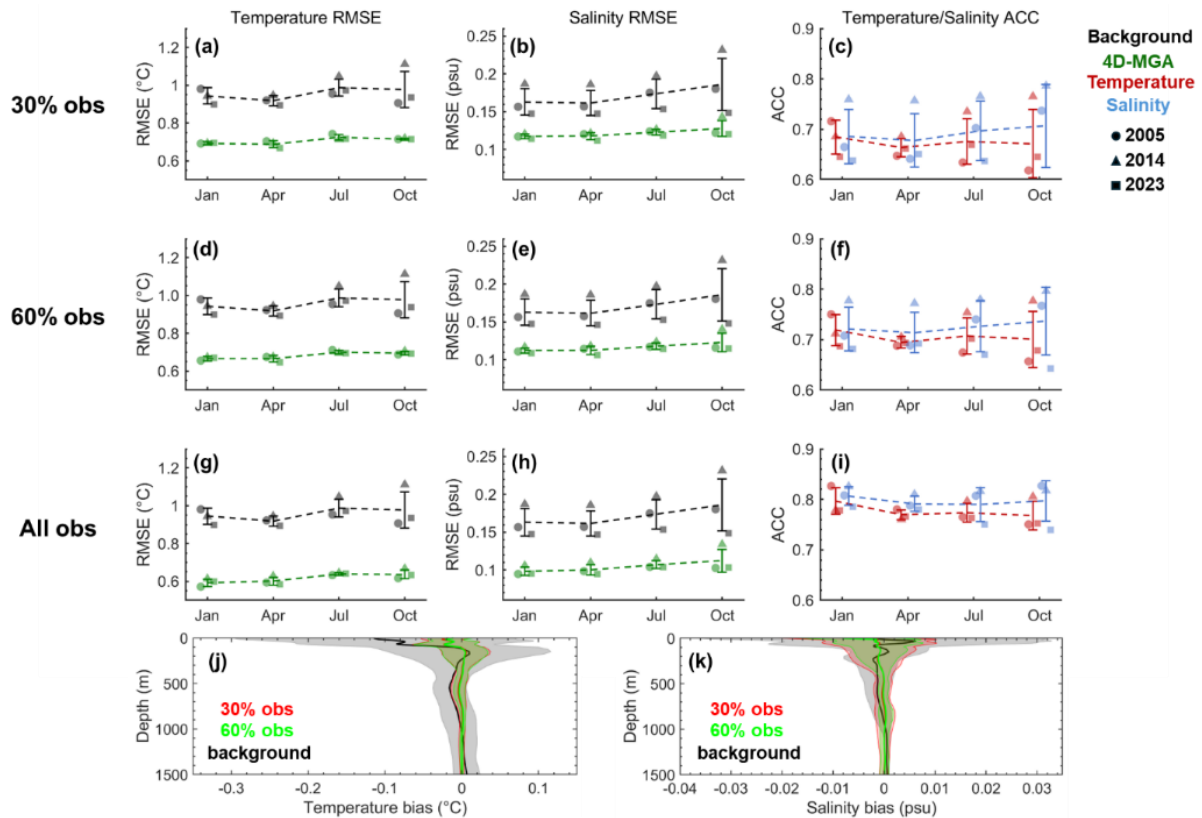 Temperature RMSE
Salinity RMSE
Temperature/Salinity ACC
Background
4D-MGA
Temperature
Salinity
2005
2014
2023
30% obs
(a)
RMSE (°C)
1.2
1
0.8
0.6
Jan Apr Jul Oct
(b)
RMSE (psu)
0.25
0.2
0.15
0.1
Jan Apr Jul Oct
(c)
ACC
0.9
0.8
0.7
0.6
Jan Apr Jul Oct
60% obs
(d)
RMSE (°C)
1.2
1
0.8
0.6
Jan Apr Jul Oct
(e)
RMSE (psu)
0.25
0.2
0.15
0.1
Jan Apr Jul Oct
(f)
ACC
0.9
0.8
0.7
0.6
Jan Apr Jul Oct
All obs
(g)
RMSE (°C)
1.2
1
0.8
0.6
Jan Apr Jul Oct
(h)
RMSE (psu)
0.25
0.2
0.15
0.1
Jan Apr Jul Oct
(i)
ACC
0.9
0.8
0.7
0.6
Jan Apr Jul Oct
(j)
Depth (m)
0
500
1000
1500
30% obs
60% obs
background
-0.3 -0.2 -0.1 0 0.1
Temperature bias (°C)
(k)
Depth (m)
0
500
1000
1500
30% obs
60% obs
background
-0.04 -0.03 -0.02 -0.01 0 0.01 0.02 0.03
Salinity bias (psu)